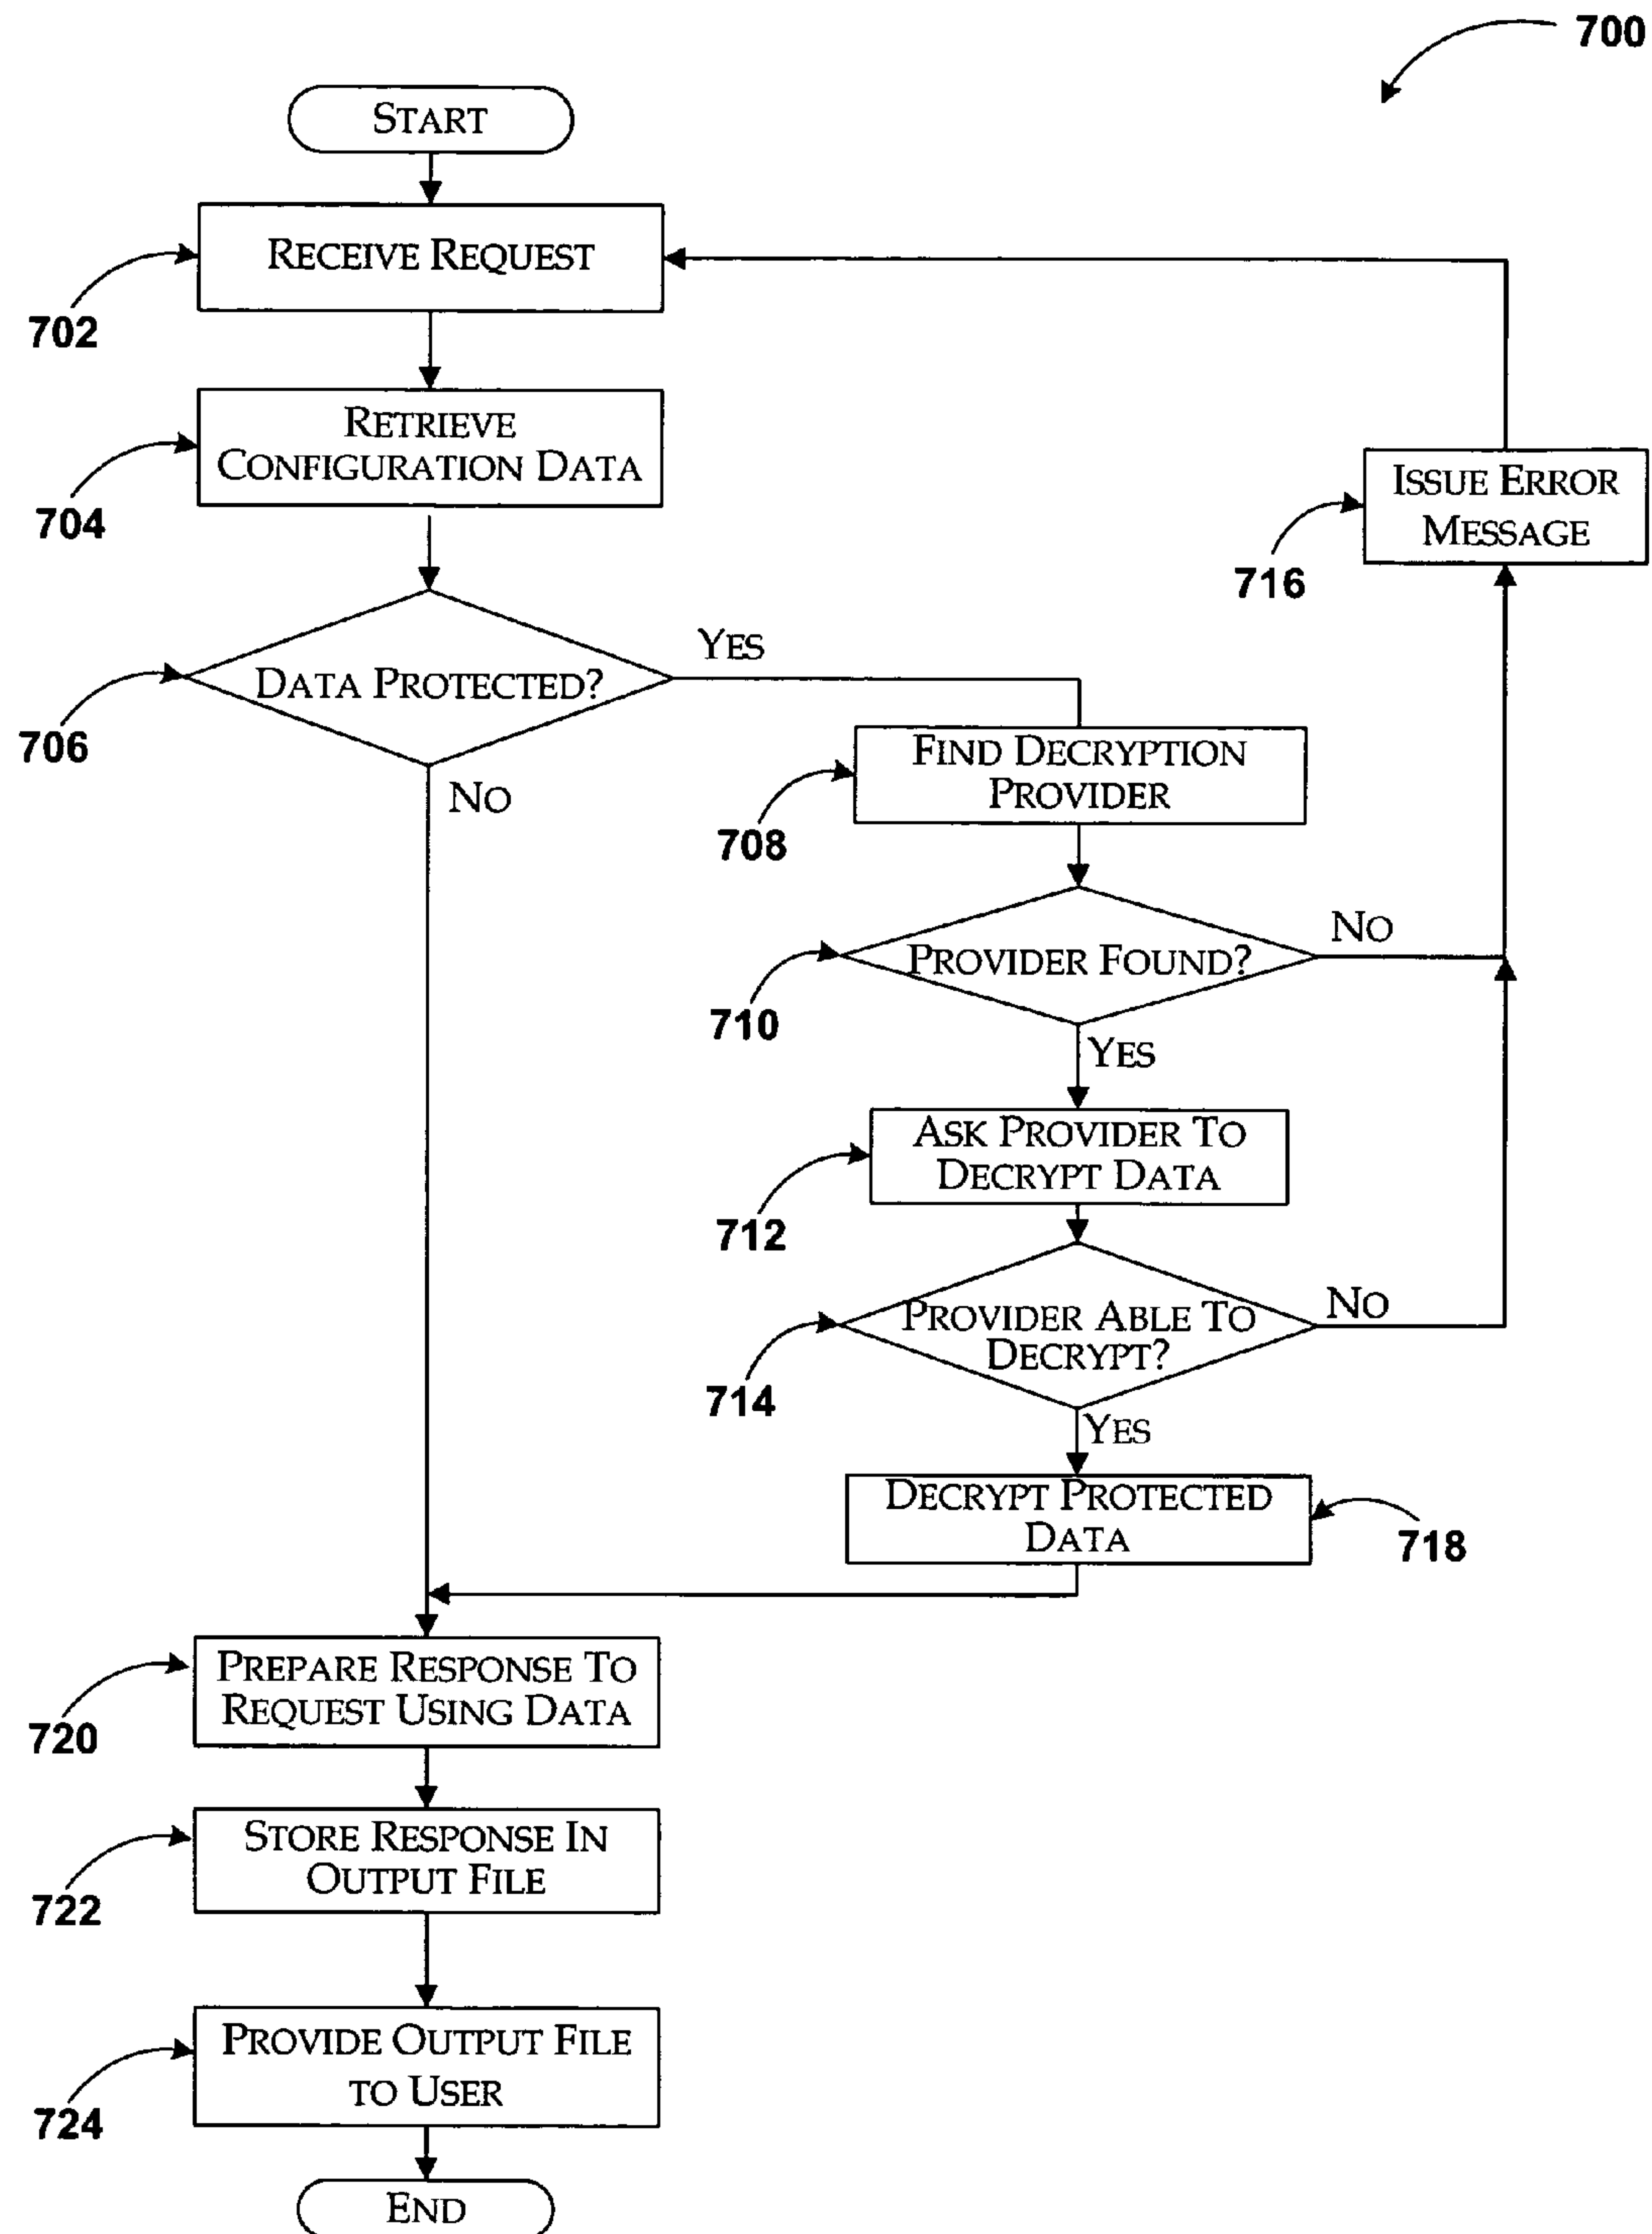 700
START
RECEIVE REQUEST
702
RETRIEVE
CONFIGURATION DATA
704
ISSUE ERROR
MESSAGE
716
DATA PROTECTED?
YES
706
NO
FIND DECRYPTION
PROVIDER
708
PROVIDER FOUND?
NO
710
YES
ASK PROVIDER TO
DECRYPT DATA
712
PROVIDER ABLE TO
DECRYPT?
NO
714
YES
DECRYPT PROTECTED
DATA
718
PREPARE RESPONSE TO
REQUEST USING DATA
720
STORE RESPONSE IN
OUTPUT FILE
722
PROVIDE OUTPUT FILE
TO USER
724
END